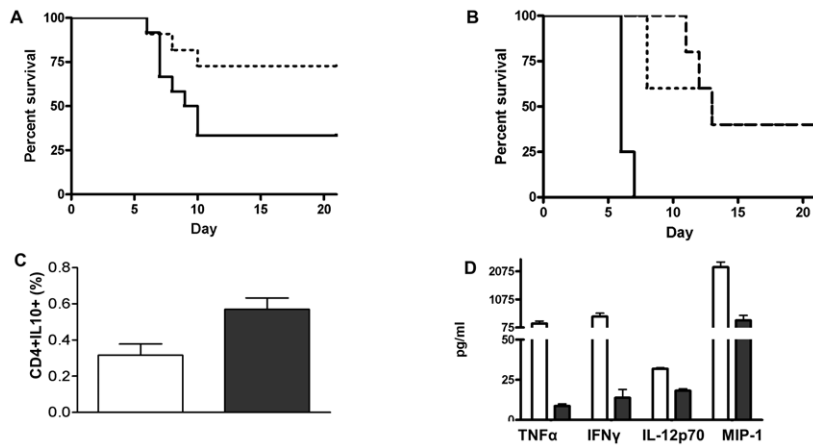 A
100
75
50
25
0
Percent survival
0 5 10 15 20
Day
B
100
75
50
25
0
Percent survival
0 5 10 15 20
Day
C
0.8
0.6
0.4
0.2
0.0
CD4+IL10+ (%)
D
2075
1075
75
50
25
0
pg/ml
TNFα IFNγ IL-12p70 MIP-1